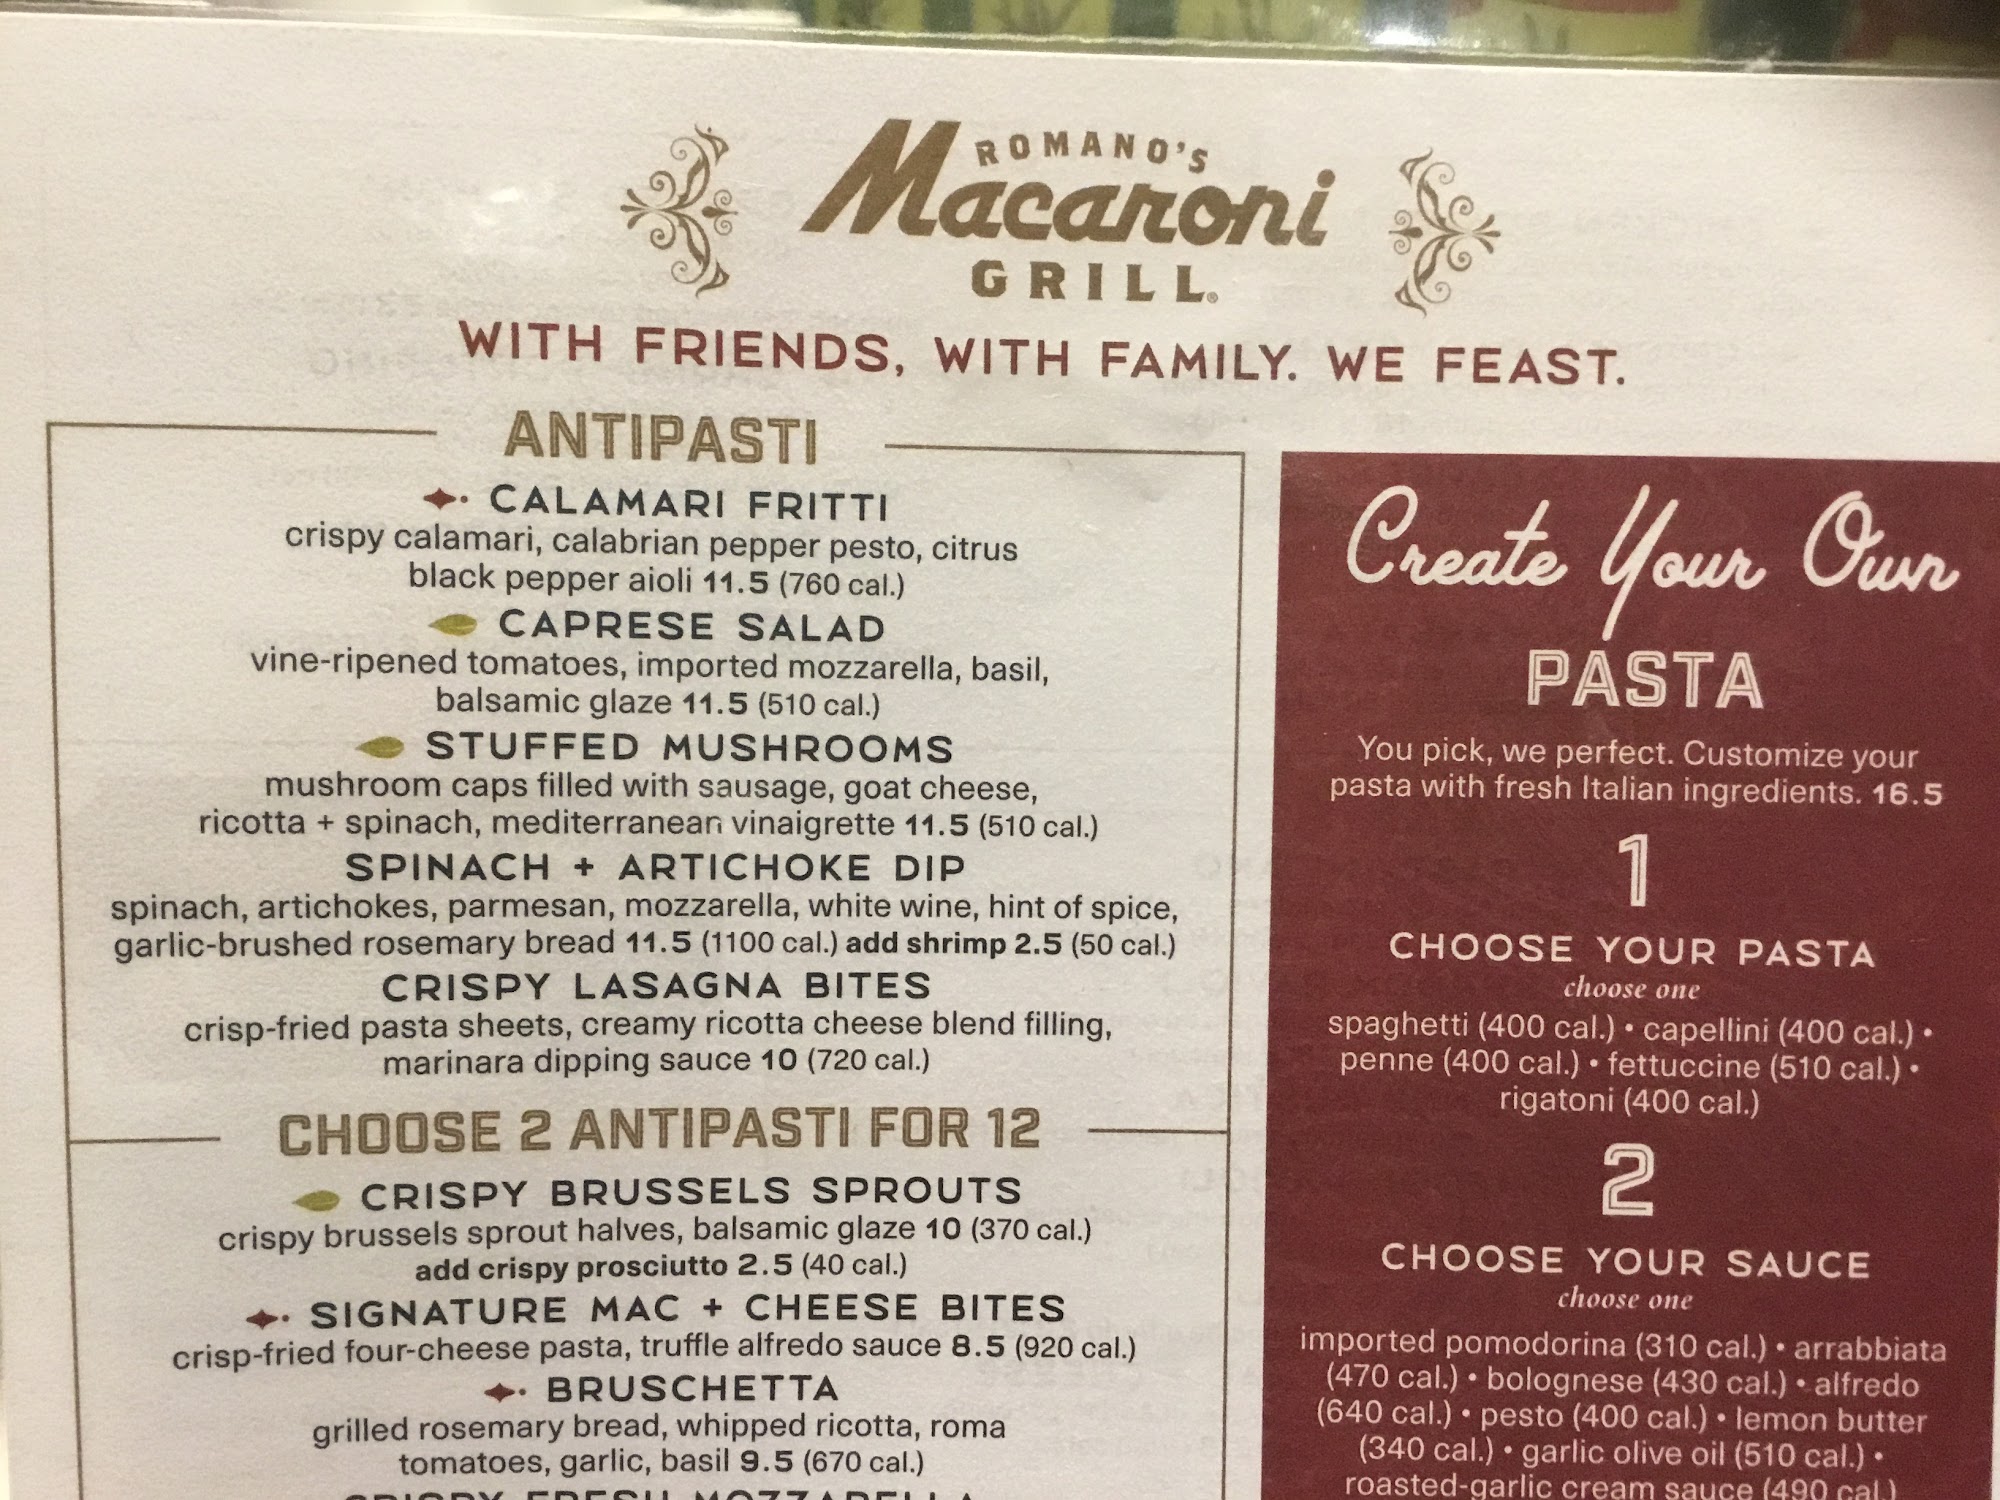 ROMANO'S
Macaroni
GRILL®
WITH FRIENDS, WITH FAMILY. WE FEAST.
ANTIPASTI
CALAMARI FRITTI
crispy calamari, calabrian pepper pesto, citrus
black pepper aioli 11.5 (760 cal.)
CAPRESE SALAD
vine-ripened tomatoes, imported mozzarella, basil,
balsamic glaze 11.5 (510 cal.)
STUFFED MUSHROOMS
mushroom caps filled with sausage, goat cheese,
ricotta + spinach, mediterranean vinaigrette 11.5 (510 cal.)
SPINACH + ARTICHOKE DIP
spinach, artichokes, parmesan, mozzarella, white wine, hint of spice,
garlic-brushed rosemary bread 11.5 (1100 cal.) add shrimp 2.5 (50 cal.)
CRISPY LASAGNA BITES
crisp-fried pasta sheets, creamy ricotta cheese blend filling,
marinara dipping sauce 10 (720 cal.)
CHOOSE 2 ANTIPASTI FOR 12
CRISPY BRUSSELS SPROUTS
crispy brussels sprout halves, balsamic glaze 10 (370 cal.)
add crispy prosciutto 2.5 (40 cal.)
SIGNATURE MAC + CHEESE BITES
crisp-fried four-cheese pasta, truffle alfredo sauce 8.5 (920 cal.)
BRUSCHETTA
grilled rosemary bread, whipped ricotta, roma
tomatoes, garlic, basil 9.5 (670 cal.)
CRISPY FRESH MOZZARELLA
Create Your Own
PASTA
You pick, we perfect. Customize your
pasta with fresh Italian ingredients. 16.5
1
CHOOSE YOUR PASTA
choose one
spaghetti (400 cal.) • capellini (400 cal.) •
penne (400 cal.) • fettuccine (510 cal.) •
rigatoni (400 cal.)
2
CHOOSE YOUR SAUCE
choose one
imported pomodorina (310 cal.) • arrabbiata
(470 cal.) • bolognese (430 cal.) • alfredo
(640 cal.) • pesto (400 cal.) • lemon butter
(340 cal.) • garlic olive oil (510 cal.) •
roasted-garlic cream sauce (490 cal.)